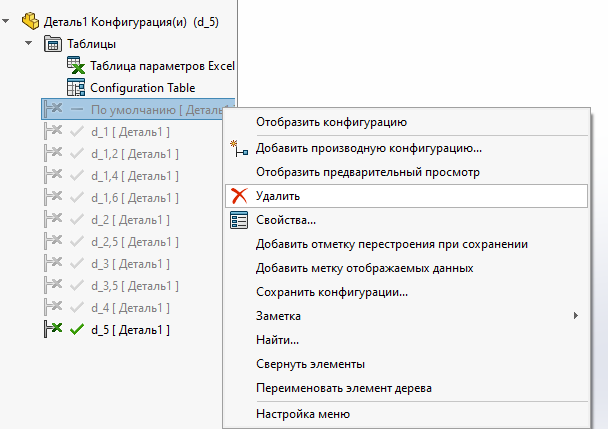 Деталь1 Конфигурация(и) (d_5)
Таблицы
Таблица параметров Excel
Configuration Table
По умолчанию [ Деталь1
d_1 [ Деталь1 ]
d_1,2 [ Деталь1 ]
d_1,4 [ Деталь1 ]
d_1,6 [ Деталь1 ]
d_2 [ Деталь1 ]
d_2,5 [ Деталь1 ]
d_3 [ Деталь1 ]
d_3,5 [ Деталь1 ]
d_4 [ Деталь1 ]
d_5 [ Деталь1 ]
Отобразить конфигурацию
Добавить производную конфигурацию...
Отобразить предварительный просмотр
Удалить
Свойства...
Добавить отметку перестроения при сохранении
Добавить метку отображаемых данных
Сохранить конфигурации...
Заметка
Найти...
Свернуть элементы
Переименовать элемент дерева
Настройка меню